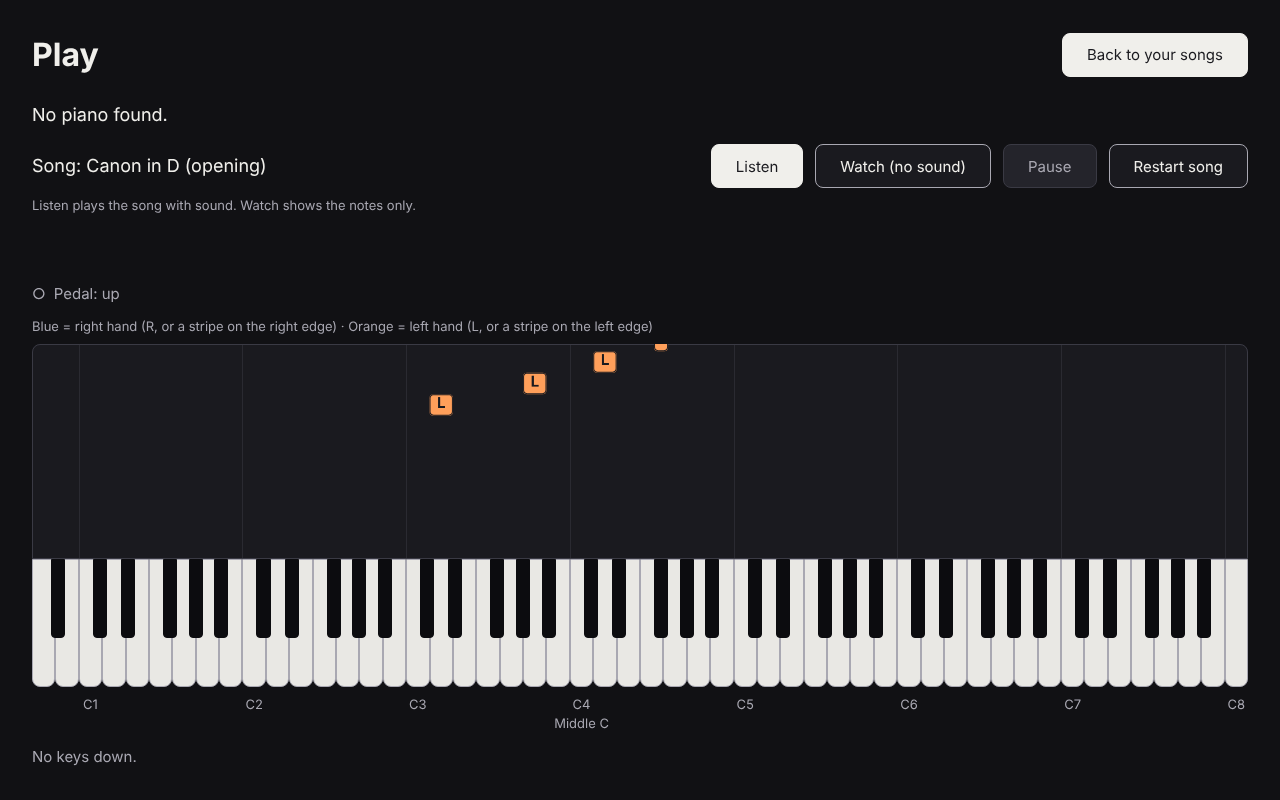 Play
Back to your songs
No piano found.
Song: Canon in D (opening)
Listen
Watch (no sound)
Pause
Restart song
Listen plays the song with sound. Watch shows the notes only.
Pedal: up
Blue = right hand (R, or a stripe on the right edge) · Orange = left hand (L, or a stripe on the left edge)
L
L
L
C1
C2
C3
C4
C5
C6
C7
C8
Middle C
No keys down.